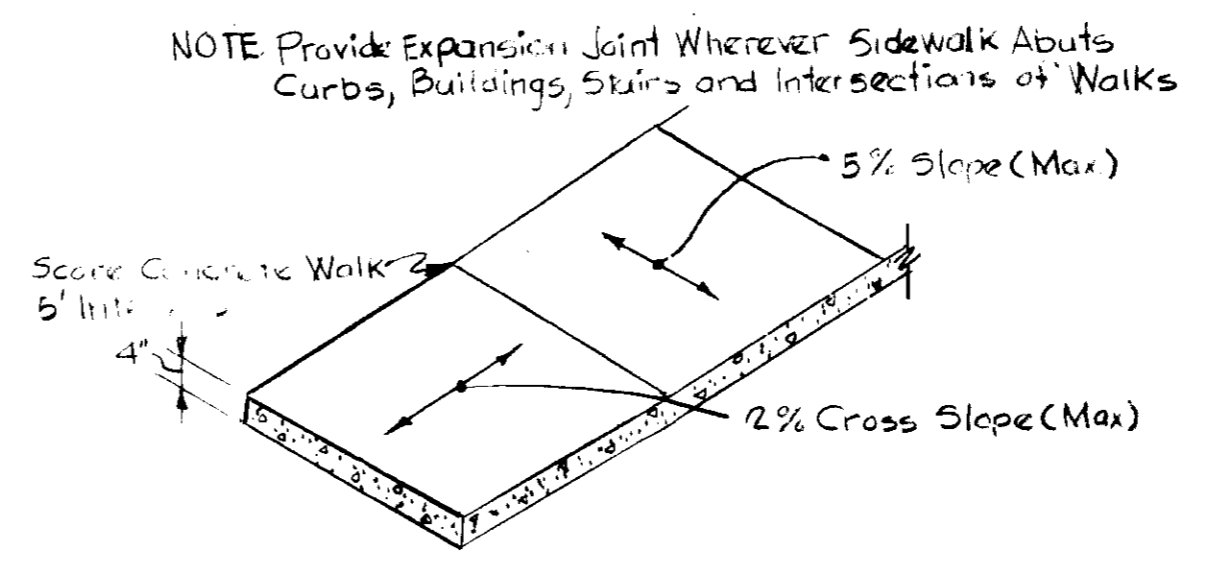 NOTE Provide Expansion Joint Wherever Sidewalk Abuts
Curbs, Buildings, Stairs and Intersections of Walks
5% Slope (Max.)
Score Concrete Walk
5'
4"
2% Cross Slope (Max)